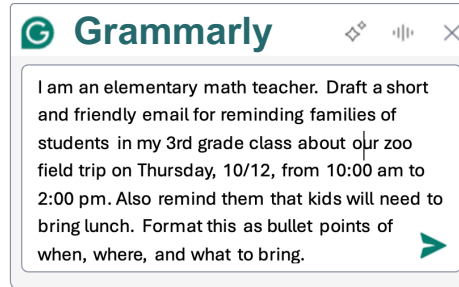 Grammarly
I am an elementary math teacher. Draft a short
and friendly email for reminding families of
students in my 3rd grade class about our zoo
field trip on Thursday, 10/12, from 10:00 am to
2:00 pm. Also remind them that kids will need to
bring lunch. Format this as bullet points of
when, where, and what to bring.